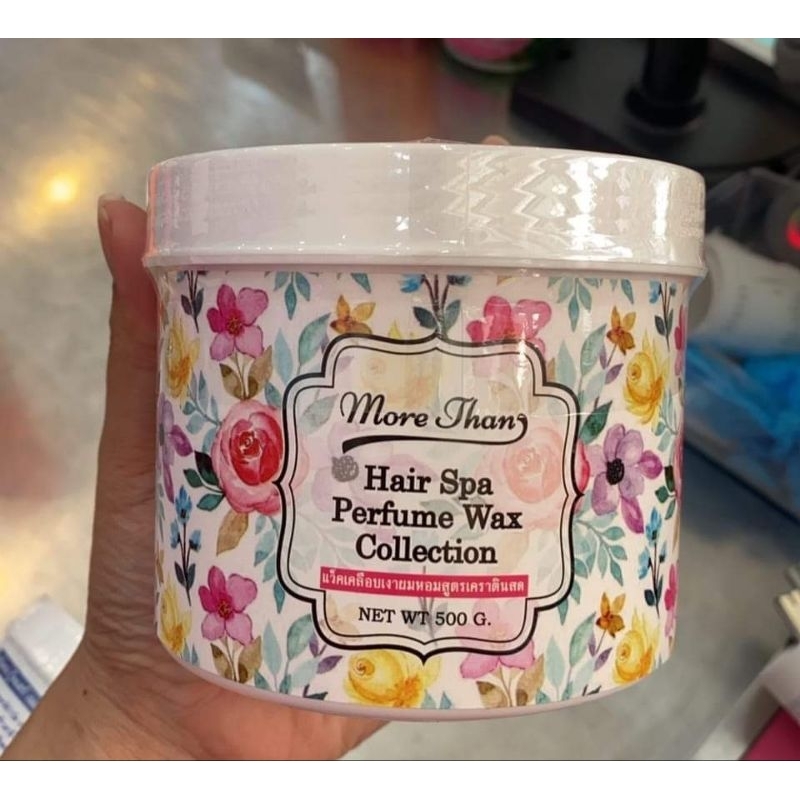 More Than
Hair Spa
Perfume Wax
Collection
แว็คเคลือบเงาผมหอมสูตรเคราตินสด
NET WT 500 G.